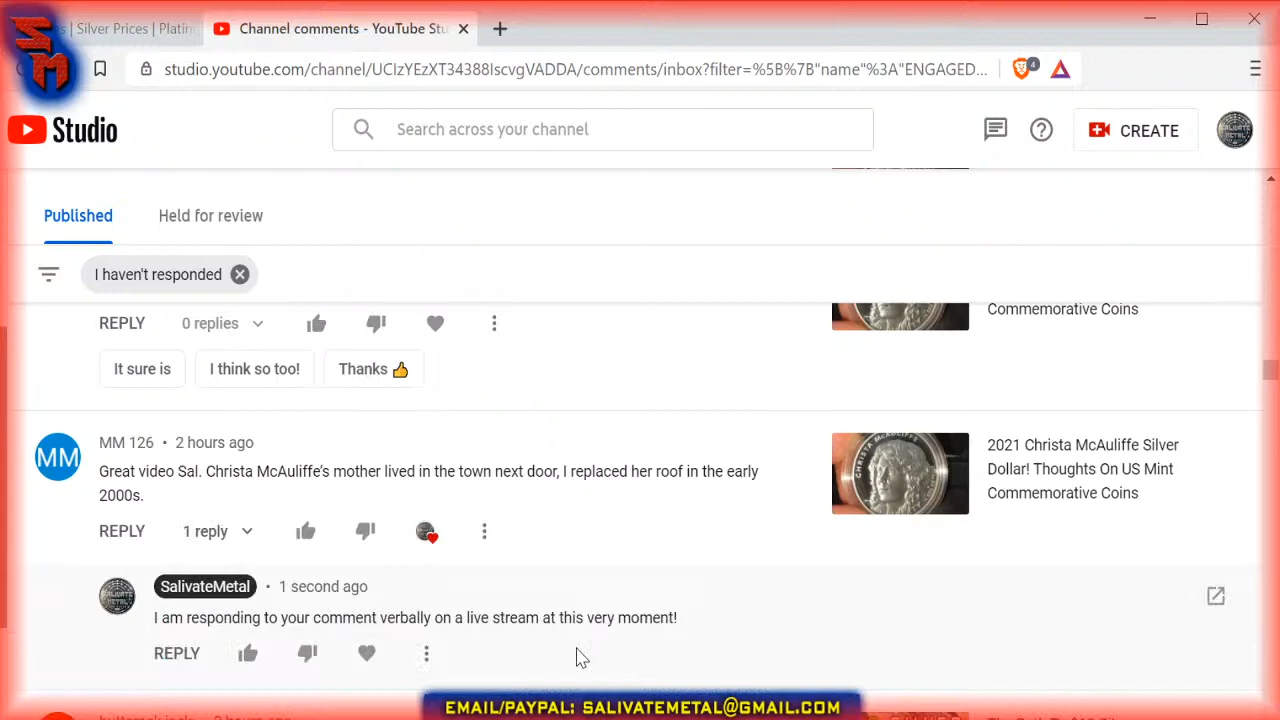 SM
s | Silver Prices | Platin
Channel comments - YouTube Stu
studio.youtube.com/channel/UCIzYEzXT34388IscvgVADDA/comments/inbox?filter=%5B%7B"name"%3A"ENGAGED...
4
Studio
Search across your channel
CREATE
Published
Held for review
I haven't responded
Commemorative Coins
REPLY
0 replies
It sure is
I think so too!
Thanks 👍
MM
MM 126 • 2 hours ago
Great video Sal. Christa McAuliffe's mother lived in the town next door, I replaced her roof in the early
2000s.
REPLY
1 reply
CHRISTA MCAULIFFE
2021 Christa McAuliffe Silver
Dollar! Thoughts On US Mint
Commemorative Coins
SalivateMetal • 1 second ago
I am responding to your comment verbally on a live stream at this very moment!
REPLY
EMAIL/PAYPAL: SALIVATEMETAL@GMAIL.COM